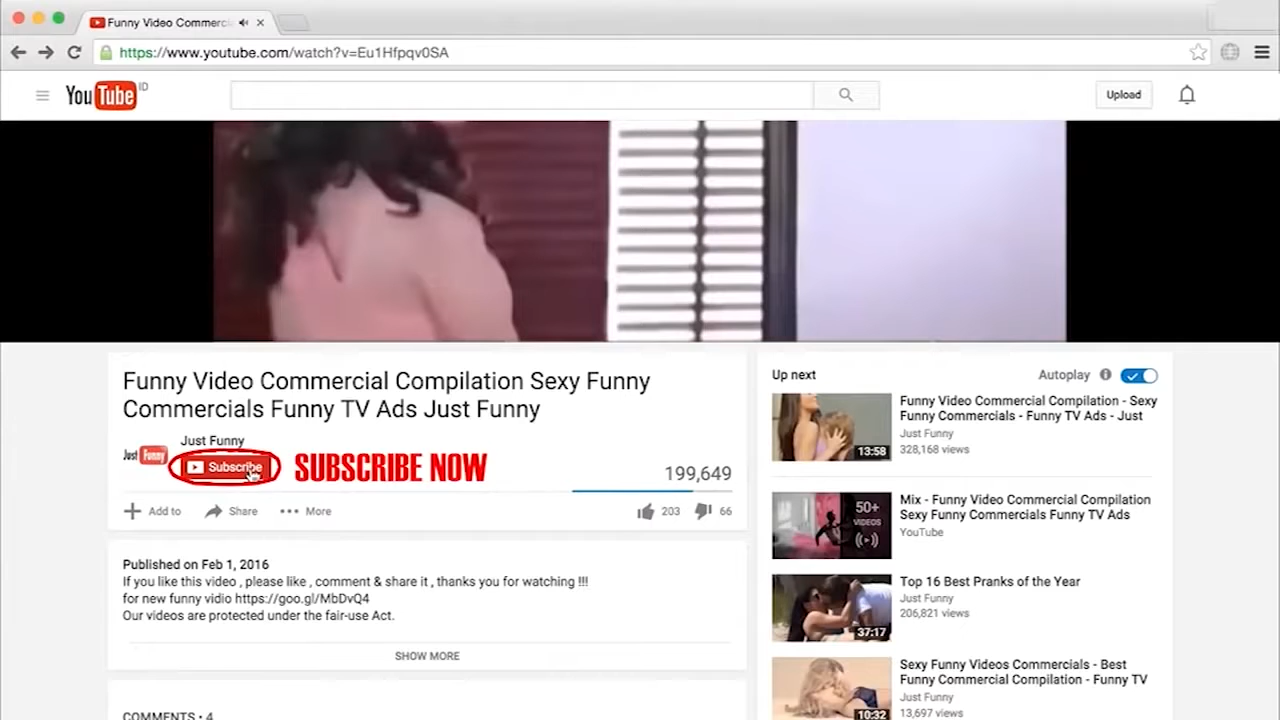 Funny Video Commerci
https://www.youtube.com/watch?v=Eu1Hfpqv0SA
YouTube ID
Upload
Funny Video Commercial Compilation Sexy Funny
Commercials Funny TV Ads Just Funny
Just Funny
Just Funny
Subscribe
SUBSCRIBE NOW
199,649
Add to
Share
More
203
66
Published on Feb 1, 2016
If you like this video , please like , comment & share it , thanks you for watching !!!
for new funny vidio https://goo.gl/MbDvQ4
Our videos are protected under the fair-use Act.
SHOW MORE
COMMENTS • 4
Up next
Autoplay
13:58
Funny Video Commercial Compilation - Sexy
Funny Commercials - Funny TV Ads - Just
Just Funny
328,168 views
50+
VIDEOS
Mix - Funny Video Commercial Compilation
Sexy Funny Commercials Funny TV Ads
YouTube
37:17
Top 16 Best Pranks of the Year
Just Funny
206,821 views
10:32
Sexy Funny Videos Commercials - Best
Funny Commercial Compilation - Funny TV
Just Funny
13,697 views